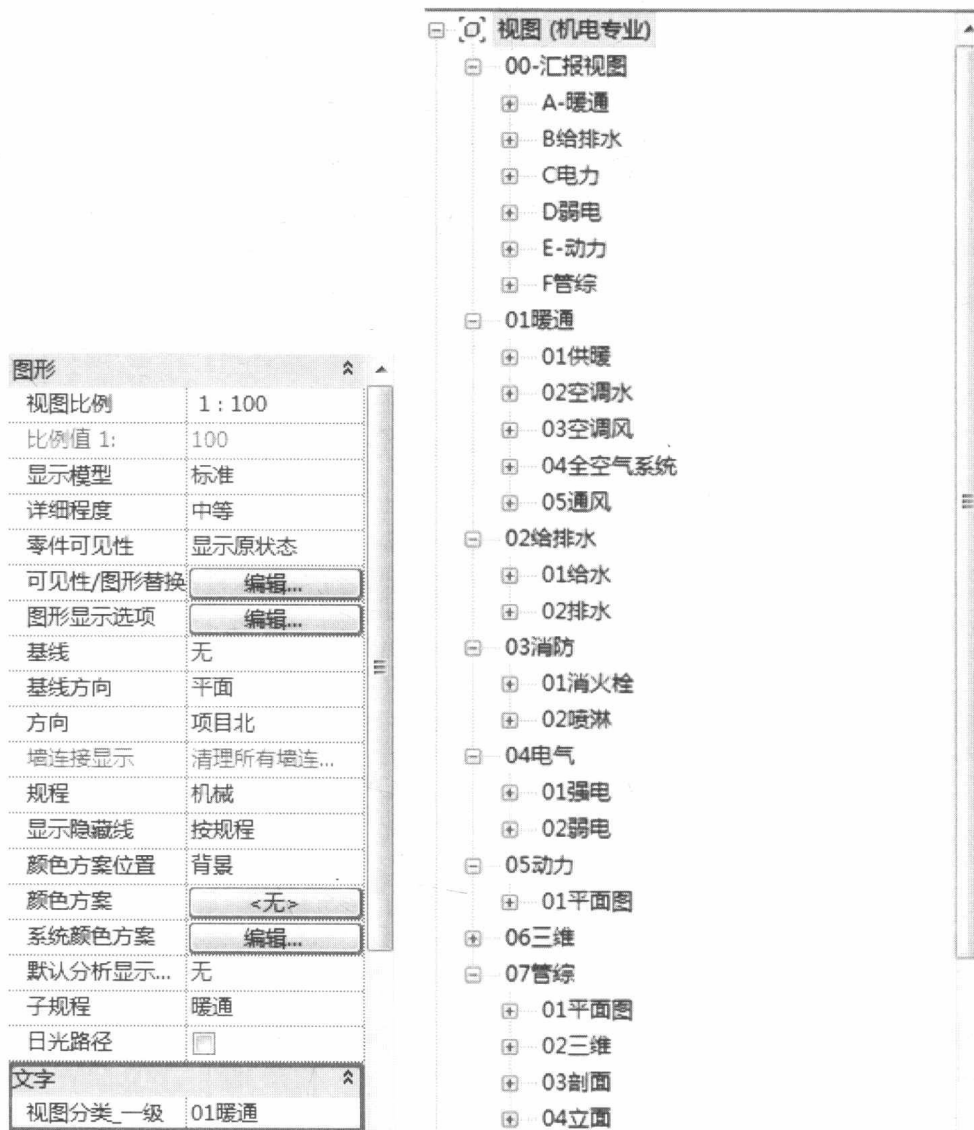 图形
视图比例 1 : 100
比例值 1: 100
显示模型 标准
详细程度 中等
零件可见性 显示原状态
可见性/图形替换 编辑...
图形显示选项 编辑...
基线 无
基线方向 平面
方向 项目北
墙连接显示 清理所有墙连...
规程 机械
显示隐藏线 按规程
颜色方案位置 背景
颜色方案 <无>
系统颜色方案 编辑...
默认分析显示... 无
子规程 暖通
日光路径
文字
视图分类_一级 01暖通
视图 (机电专业)
00-汇报视图
A-暖通
B给排水
C电力
D弱电
E-动力
F管综
01暖通
01供暖
02空调水
03空调风
04全空气系统
05通风
02给排水
01给水
02排水
03消防
01消火栓
02喷淋
04电气
01强电
02弱电
05动力
01平面图
06三维
07管综
01平面图
02三维
03剖面
04立面